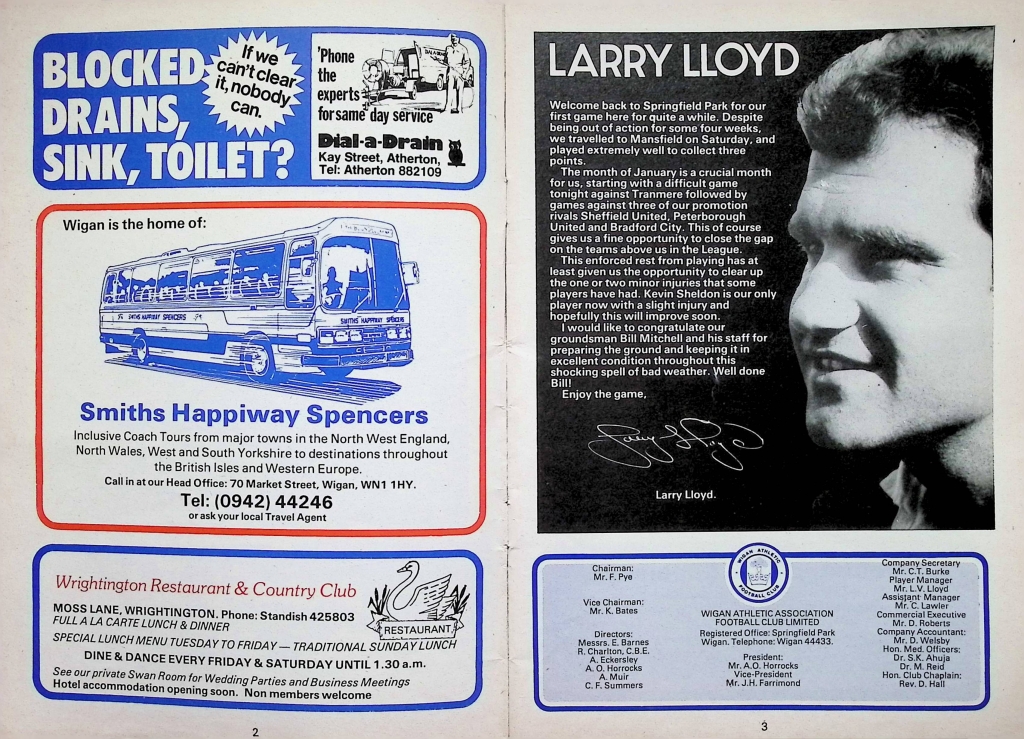 BLOCKED
DRAINS,
SINK, TOILET?
If we
can't clear
it, nobody
can.
'Phone
the
experts
for same day service
Dial-a-Drain
Kay Street, Atherton,
Tel: Atherton 882109
Wigan is the home of:
SMITHS HAPPIWAY SPENCERS
SMITHS HAPPIWAY SPENCERS
Smiths Happiway Spencers
Inclusive Coach Tours from major towns in the North West England,
North Wales, West and South Yorkshire to destinations throughout
the British Isles and Western Europe.
Call in at our Head Office: 70 Market Street, Wigan, WN1 1HY.
Tel: (0942) 44246
or ask your local Travel Agent
Wrightington Restaurant & Country Club
MOSS LANE, WRIGHTINGTON. Phone: Standish 425803
FULL A LA CARTE LUNCH & DINNER
RESTAURANT
SPECIAL LUNCH MENU TUESDAY TO FRIDAY — TRADITIONAL SUNDAY LUNCH
DINE & DANCE EVERY FRIDAY & SATURDAY UNTIL 1.30 a.m.
See our private Swan Room for Wedding Parties and Business Meetings
Hotel accommodation opening soon. Non members welcome
2
LARRY LLOYD
Welcome back to Springfield Park for our
first game here for quite a while. Despite
being out of action for some four weeks,
we travelled to Mansfield on Saturday, and
played extremely well to collect three
points.
The month of January is a crucial month
for us, starting with a difficult game
tonight against Tranmere followed by
games against three of our promotion
rivals Sheffield United, Peterborough
United and Bradford City. This of course
gives us a fine opportunity to close the gap
on the teams above us in the League.
This enforced rest from playing has at
least given us the opportunity to clear up
the one or two minor injuries that some
players have had. Kevin Sheldon is our only
player now with a slight injury and
hopefully this will improve soon.
I would like to congratulate our
groundsman Bill Mitchell and his staff for
preparing the ground and keeping it in
excellent condition throughout this
shocking spell of bad weather. Well done
Bill!
Enjoy the game,
Larry Lloyd
Larry Lloyd.
Chairman:
Mr. F. Pye
Vice Chairman:
Mr. K. Bates
Directors:
Messrs. E. Barnes
R. Charlton, C.B.E.
A. Eckersley
A. O. Horrocks
A. Muir
C. F. Summers
WIGAN ATHLETIC
FOOTBALL CLUB
WIGAN ATHLETIC ASSOCIATION
FOOTBALL CLUB LIMITED
Registered Office: Springfield Park
Wigan. Telephone: Wigan 44433.
President:
Mr. A.O. Horrocks
Vice-President
Mr. J.H. Farrimond
Company Secretary
Mr. C.T. Burke
Player Manager
Mr. L.V. Lloyd
Assistant Manager
Mr. C. Lawler
Commercial Executive
Mr. D. Roberts
Company Accountant:
Mr. D. Welsby
Hon. Med. Officers:
Dr. S.K. Ahuja
Dr. M. Reid
Hon. Club Chaplain:
Rev. D. Hall
3